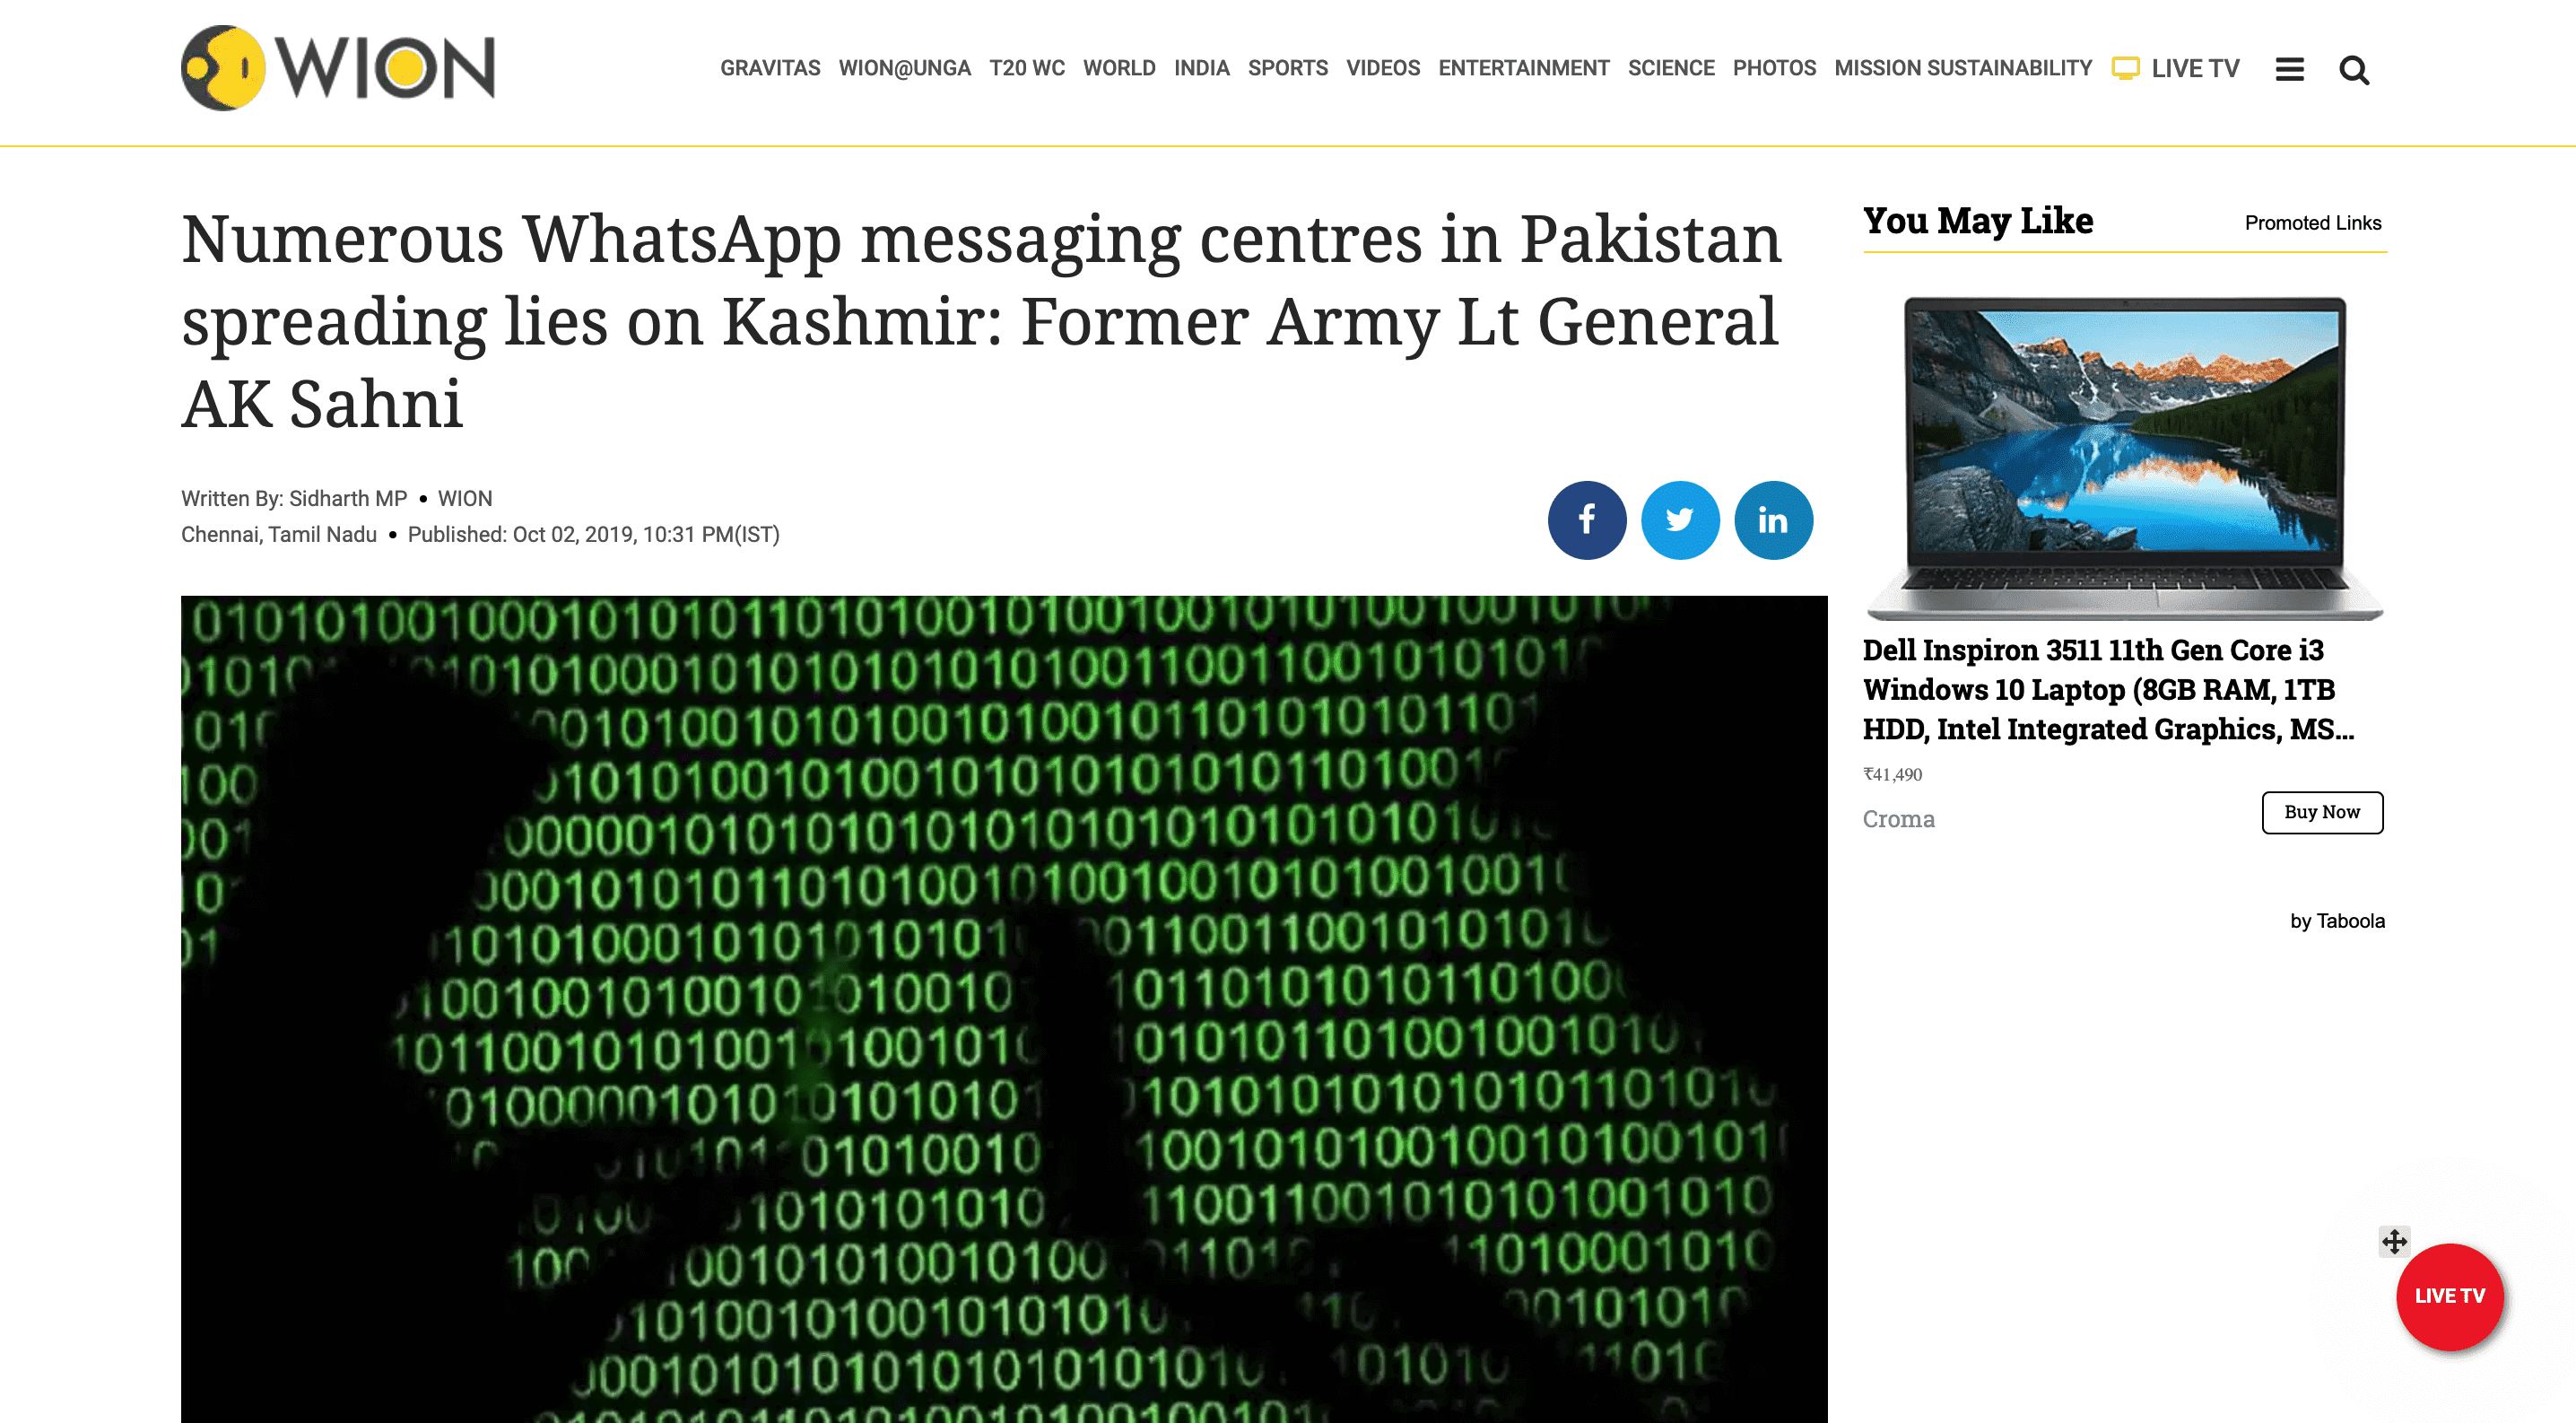 WION
GRAVITAS WION@UNGA T20 WC WORLD INDIA SPORTS VIDEOS ENTERTAINMENT SCIENCE PHOTOS MISSION SUSTAINABILITY LIVE TV
Numerous WhatsApp messaging centres in Pakistan
spreading lies on Kashmir: Former Army Lt General
AK Sahni
Written By: Sidharth MP • WION
Chennai, Tamil Nadu • Published: Oct 02, 2019, 10:31 PM(IST)
You May Like
Promoted Links
Dell Inspiron 3511 11th Gen Core i3
Windows 10 Laptop (8GB RAM, 1TB
HDD, Intel Integrated Graphics, MS...
₹41,490
Croma
Buy Now
by Taboola
LIVE TV